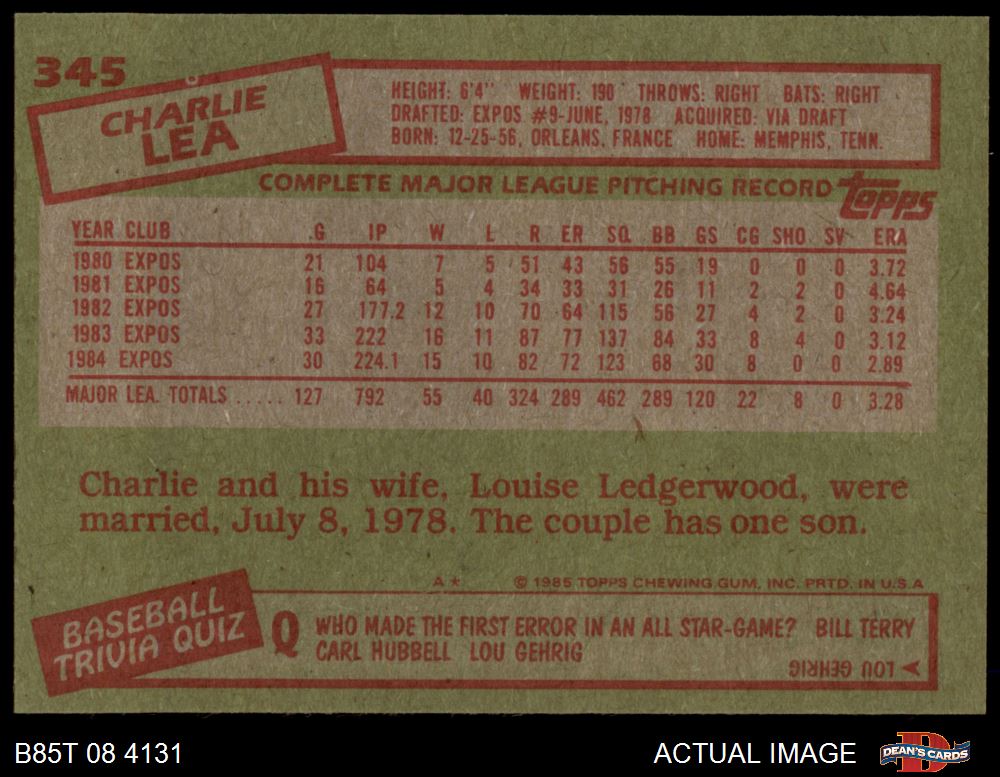 345
CHARLIE
LEA
HEIGHT: 6'4" WEIGHT: 190 THROWS: RIGHT BATS: RIGHT
DRAFTED: EXPOS #9-JUNE, 1978 ACQUIRED: VIA DRAFT
BORN: 12-25-56, ORLEANS, FRANCE HOME: MEMPHIS, TENN.
COMPLETE MAJOR LEAGUE PITCHING RECORD Topps
YEAR CLUB G IP W L R ER SO BB GS CG SHO SV ERA
1980 EXPOS 21 104 7 5 51 43 56 55 19 0 0 0 3.72
1981 EXPOS 16 64 5 4 34 33 31 26 11 2 2 0 4.64
1982 EXPOS 27 177.2 12 10 70 64 115 56 27 4 2 0 3.24
1983 EXPOS 33 222 16 11 87 77 137 84 33 8 4 0 3.12
1984 EXPOS 30 224.1 15 10 82 72 123 68 30 8 0 0 2.89
MAJOR LEA. TOTALS ..... 127 792 55 40 324 289 462 289 120 22 8 0 3.28
Charlie and his wife, Louise Ledgerwood, were
married, July 8, 1978. The couple has one son.
A* © 1985 TOPPS CHEWING GUM, INC. PRTD. IN U.S.A
BASEBALL
TRIVIA QUIZ
Q WHO MADE THE FIRST ERROR IN AN ALL STAR-GAME? BILL TERRY
CARL HUBBELL LOU GEHRIG
LOU GEHRIG
B85T 08 4131
ACTUAL IMAGE
D
DEAN'S CARDS